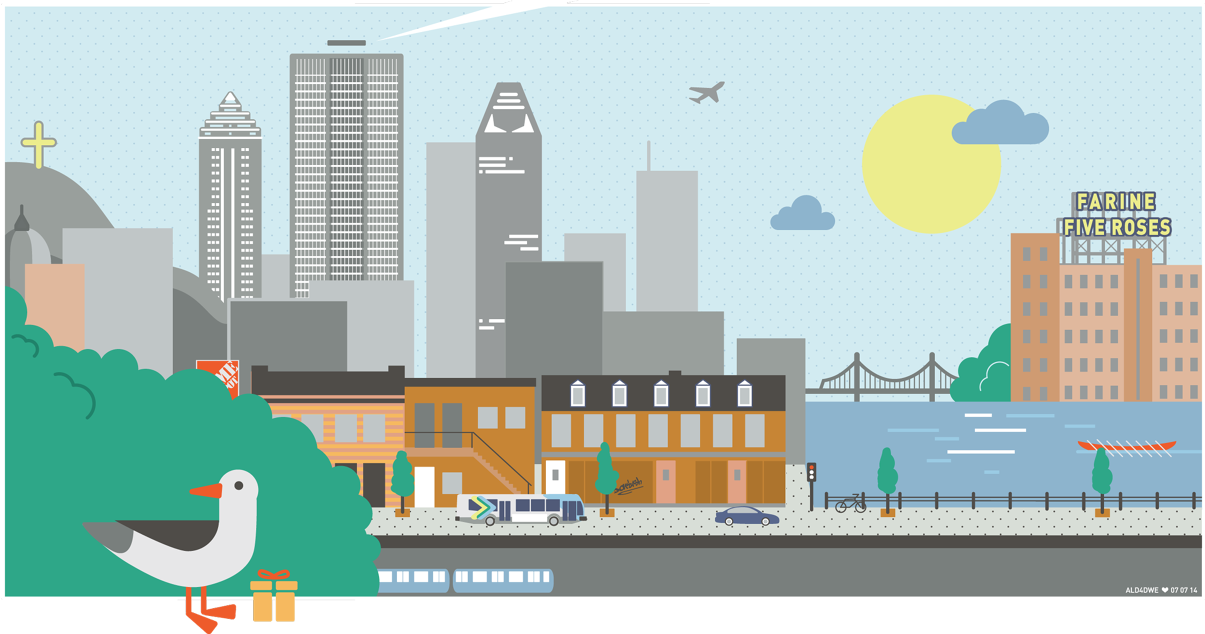 FARINE
FIVE ROSES
ALD4DWE ♥ 07 07 14